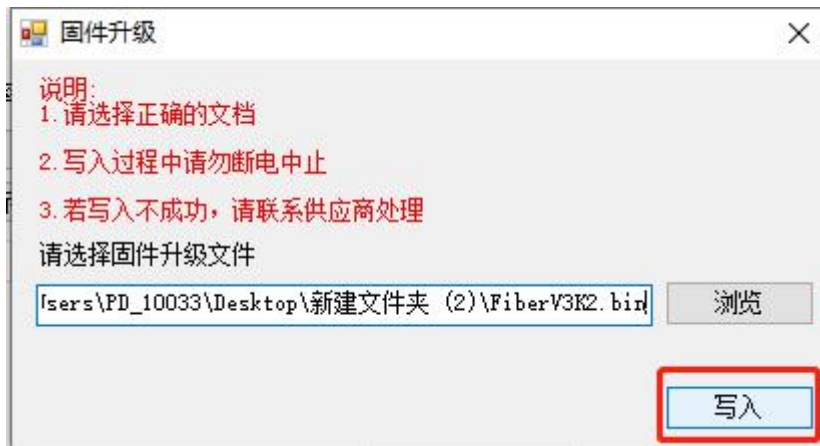 固件升级
说明:
1.请选择正确的文档
2.写入过程中请勿断电中止
3.若写入不成功，请联系供应商处理
请选择固件升级文件
sers\PD_10033\Desktop\新建文件夹 (2)\FiberV3K2.bin
浏览
写入